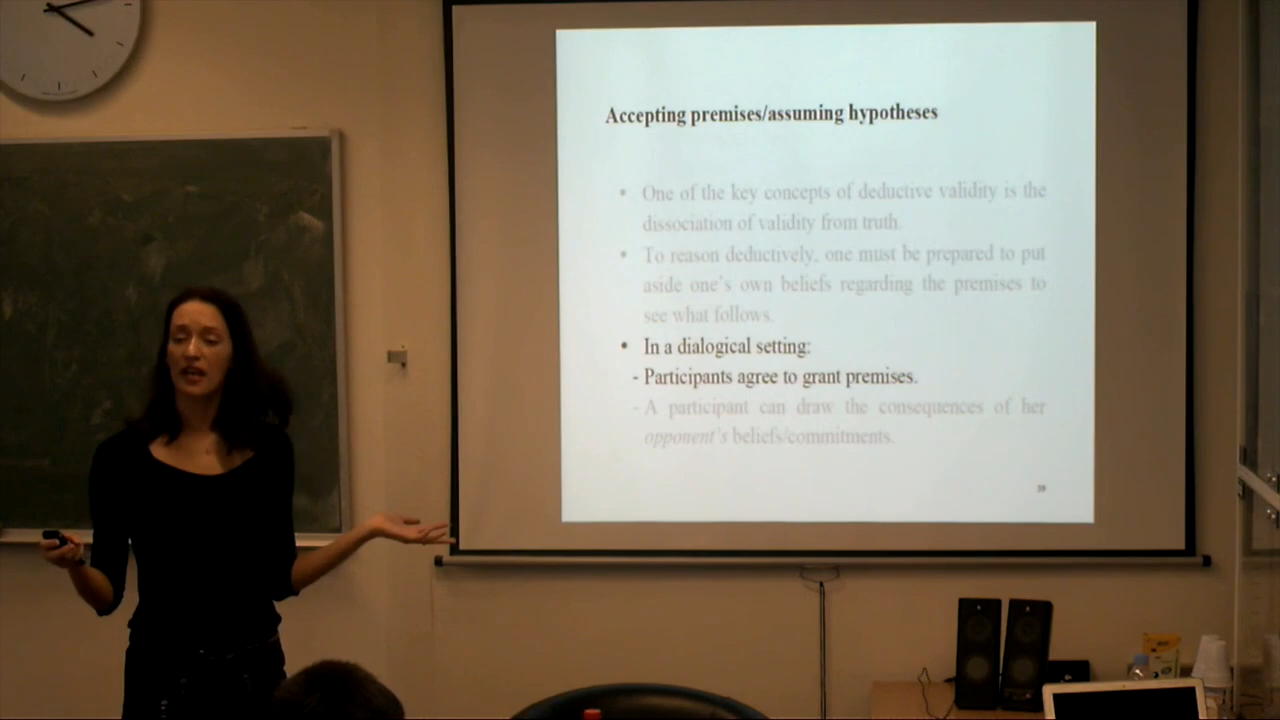 Accepting premises/assuming hypotheses
• One of the key concepts of deductive validity is the
dissociation of validity from truth.
• To reason deductively, one must be prepared to put
aside one's own beliefs regarding the premises to
see what follows.
• In a dialogical setting:
- Participants agree to grant premises.
- A participant can draw the consequences of her
opponent's beliefs/commitments.